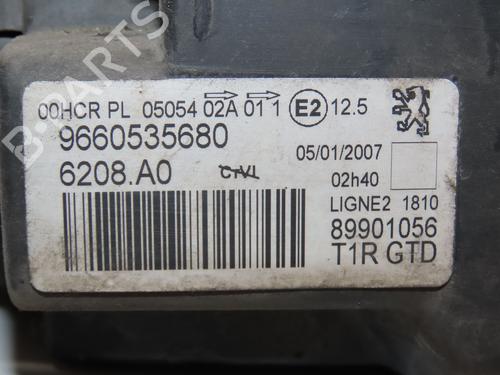 00HCR PL 05054 02A 01 1 E2 12.5
9660535680
6208.A0
05/01/2007
02h40
LIGNE2 1810
89901056
T1R GTD
B-PARTS